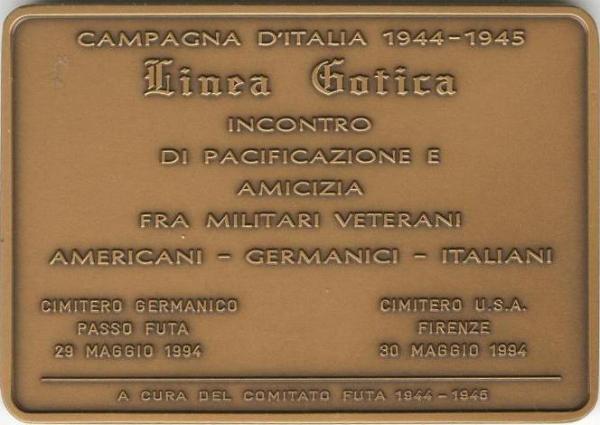 CAMPAGNA D'ITALIA 1944-1945
Linea Gotica
INCONTRO
DI PACIFICAZIONE E
AMICIZIA
FRA MILITARI VETERANI
AMERICANI - GERMANICI - ITALIANI
CIMITERO GERMANICO
PASSO FUTA
29 MAGGIO 1994
CIMITERO U.S.A.
FIRENZE
30 MAGGIO 1994
A CURA DEL COMITATO FUTA 1944-1945